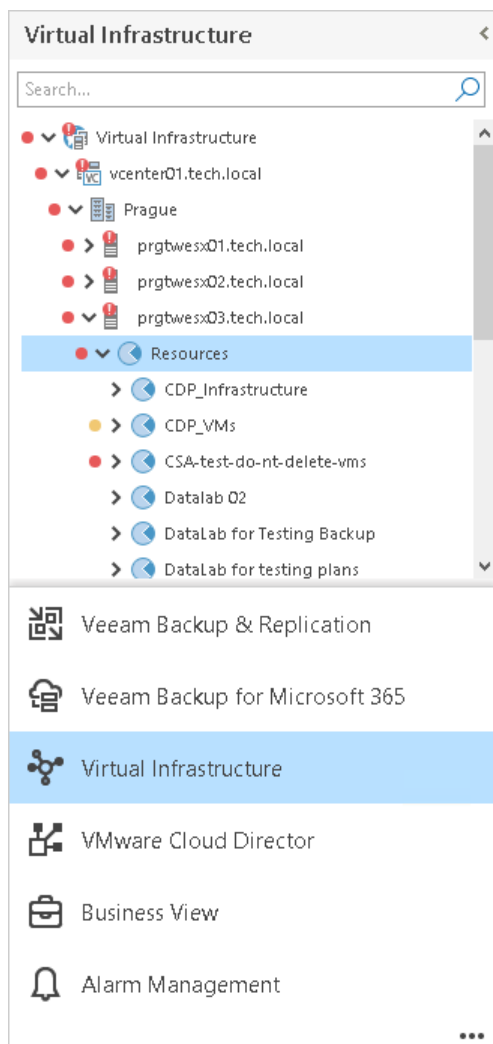 Virtual Infrastructure
Search...
Virtual Infrastructure
vcenter01.tech.local
Prague
prgtwesx01.tech.local
prgtwesx02.tech.local
prgtwesx03.tech.local
Resources
CDP_Infrastructure
CDP_VMs
CSA-test-do-nt-delete-vms
Datalab 02
DataLab for Testing Backup
DataLab for testing plans
Veeam Backup & Replication
Veeam Backup for Microsoft 365
Virtual Infrastructure
VMware Cloud Director
Business View
Alarm Management